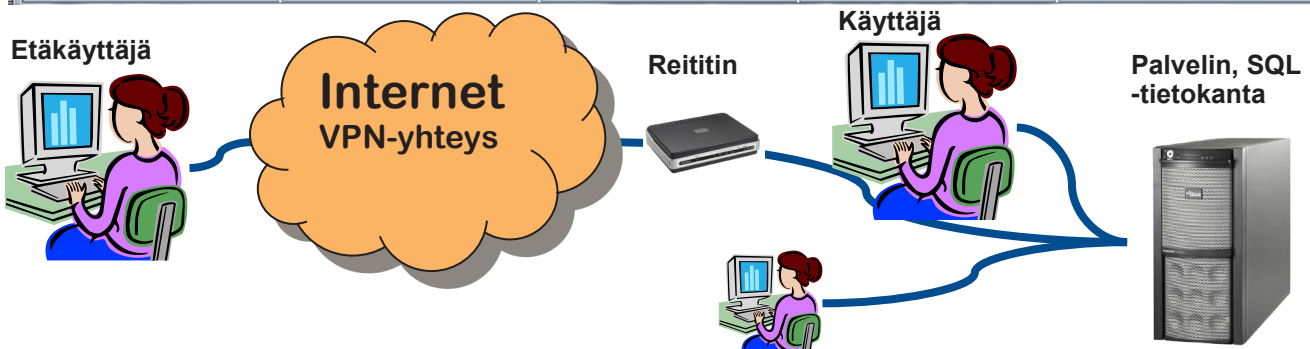 Etäkäyttäjä
Internet
VPN-yhteys
Reititin
Käyttäjä
Palvelin, SQL
-tietokanta